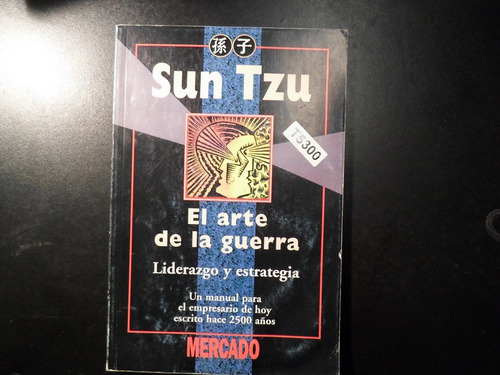 孫子
Sun Tzu
T5300
El arte
de la guerra
Liderazgo y estrategia
Un manual para
el empresario de hoy
escrito hace 2500 años
MERCADO